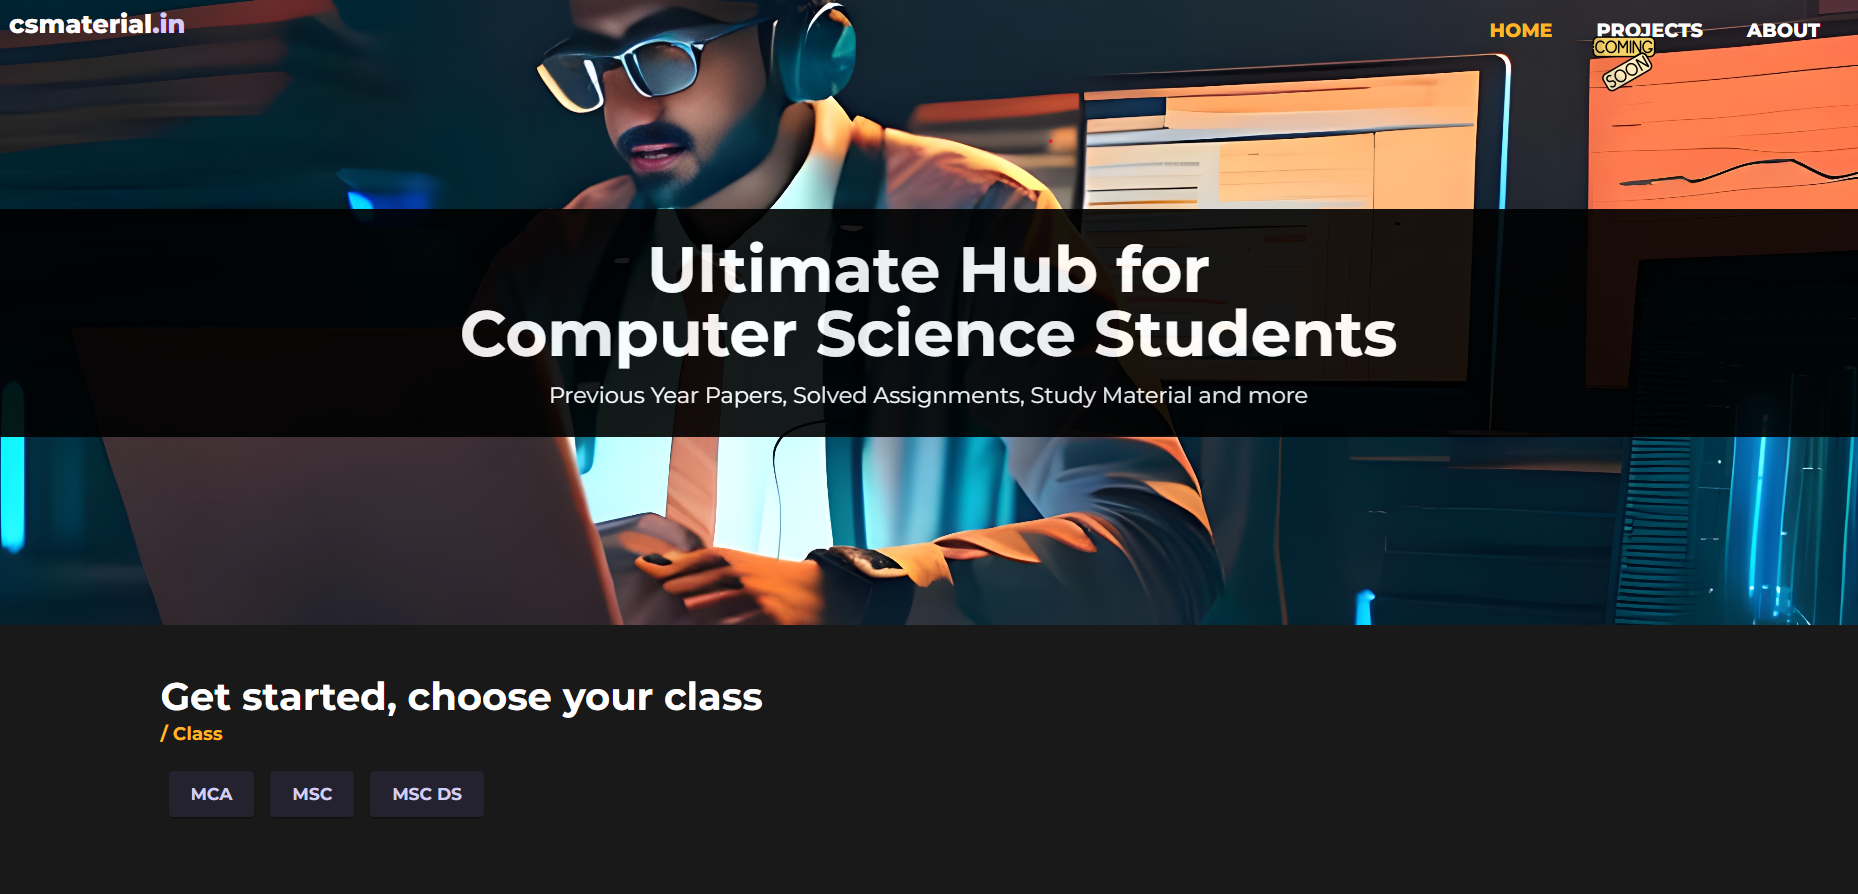 csmaterial.in
HOME
PROJECTS
ABOUT
COMING
SOON
Ultimate Hub for
Computer Science Students
Previous Year Papers, Solved Assignments, Study Material and more
Get started, choose your class
/ Class
MCA
MSC
MSC DS